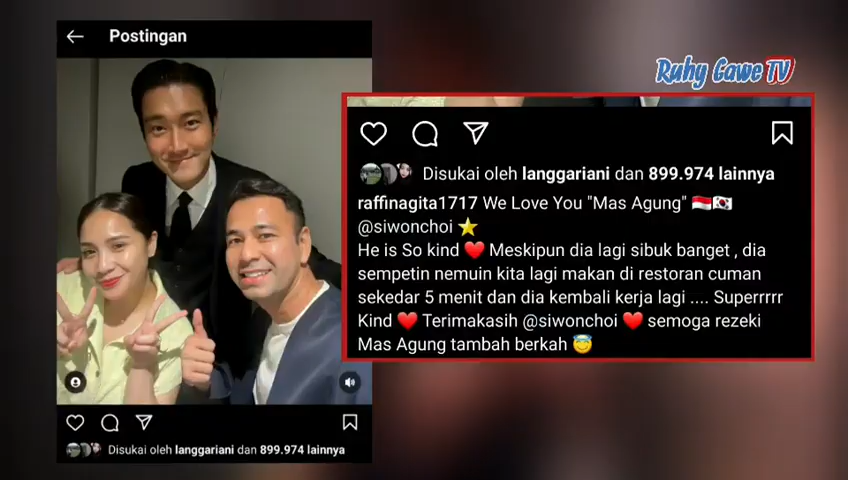 Postingan
Disukai oleh langgariani dan 899.974 lainnya
Ruhy Cawe TV
Disukai oleh langgariani dan 899.974 lainnya
raffinagita1717 We Love You "Mas Agung" 🇮🇩🇰🇷
@siwonchoi ⭐
He is So kind ❤️ Meskipun dia lagi sibuk banget , dia
sempetin nemuin kita lagi makan di restoran cuman
sekedar 5 menit dan dia kembali kerja lagi .... Superrrrr
Kind ❤️ Terimakasih @siwonchoi ❤️ semoga rezeki
Mas Agung tambah berkah 😇